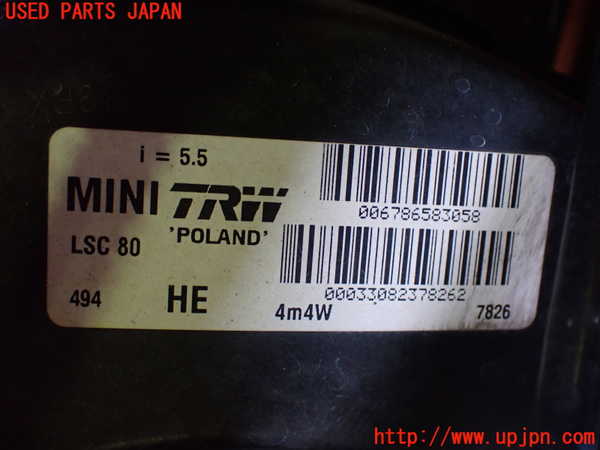 USED PARTS JAPAN
i = 5.5
MINI TRW
006786583058
LSC 80
'POLAND'
00033082378262
494
HE
4m4W
7826
http://www.upjpn.com/